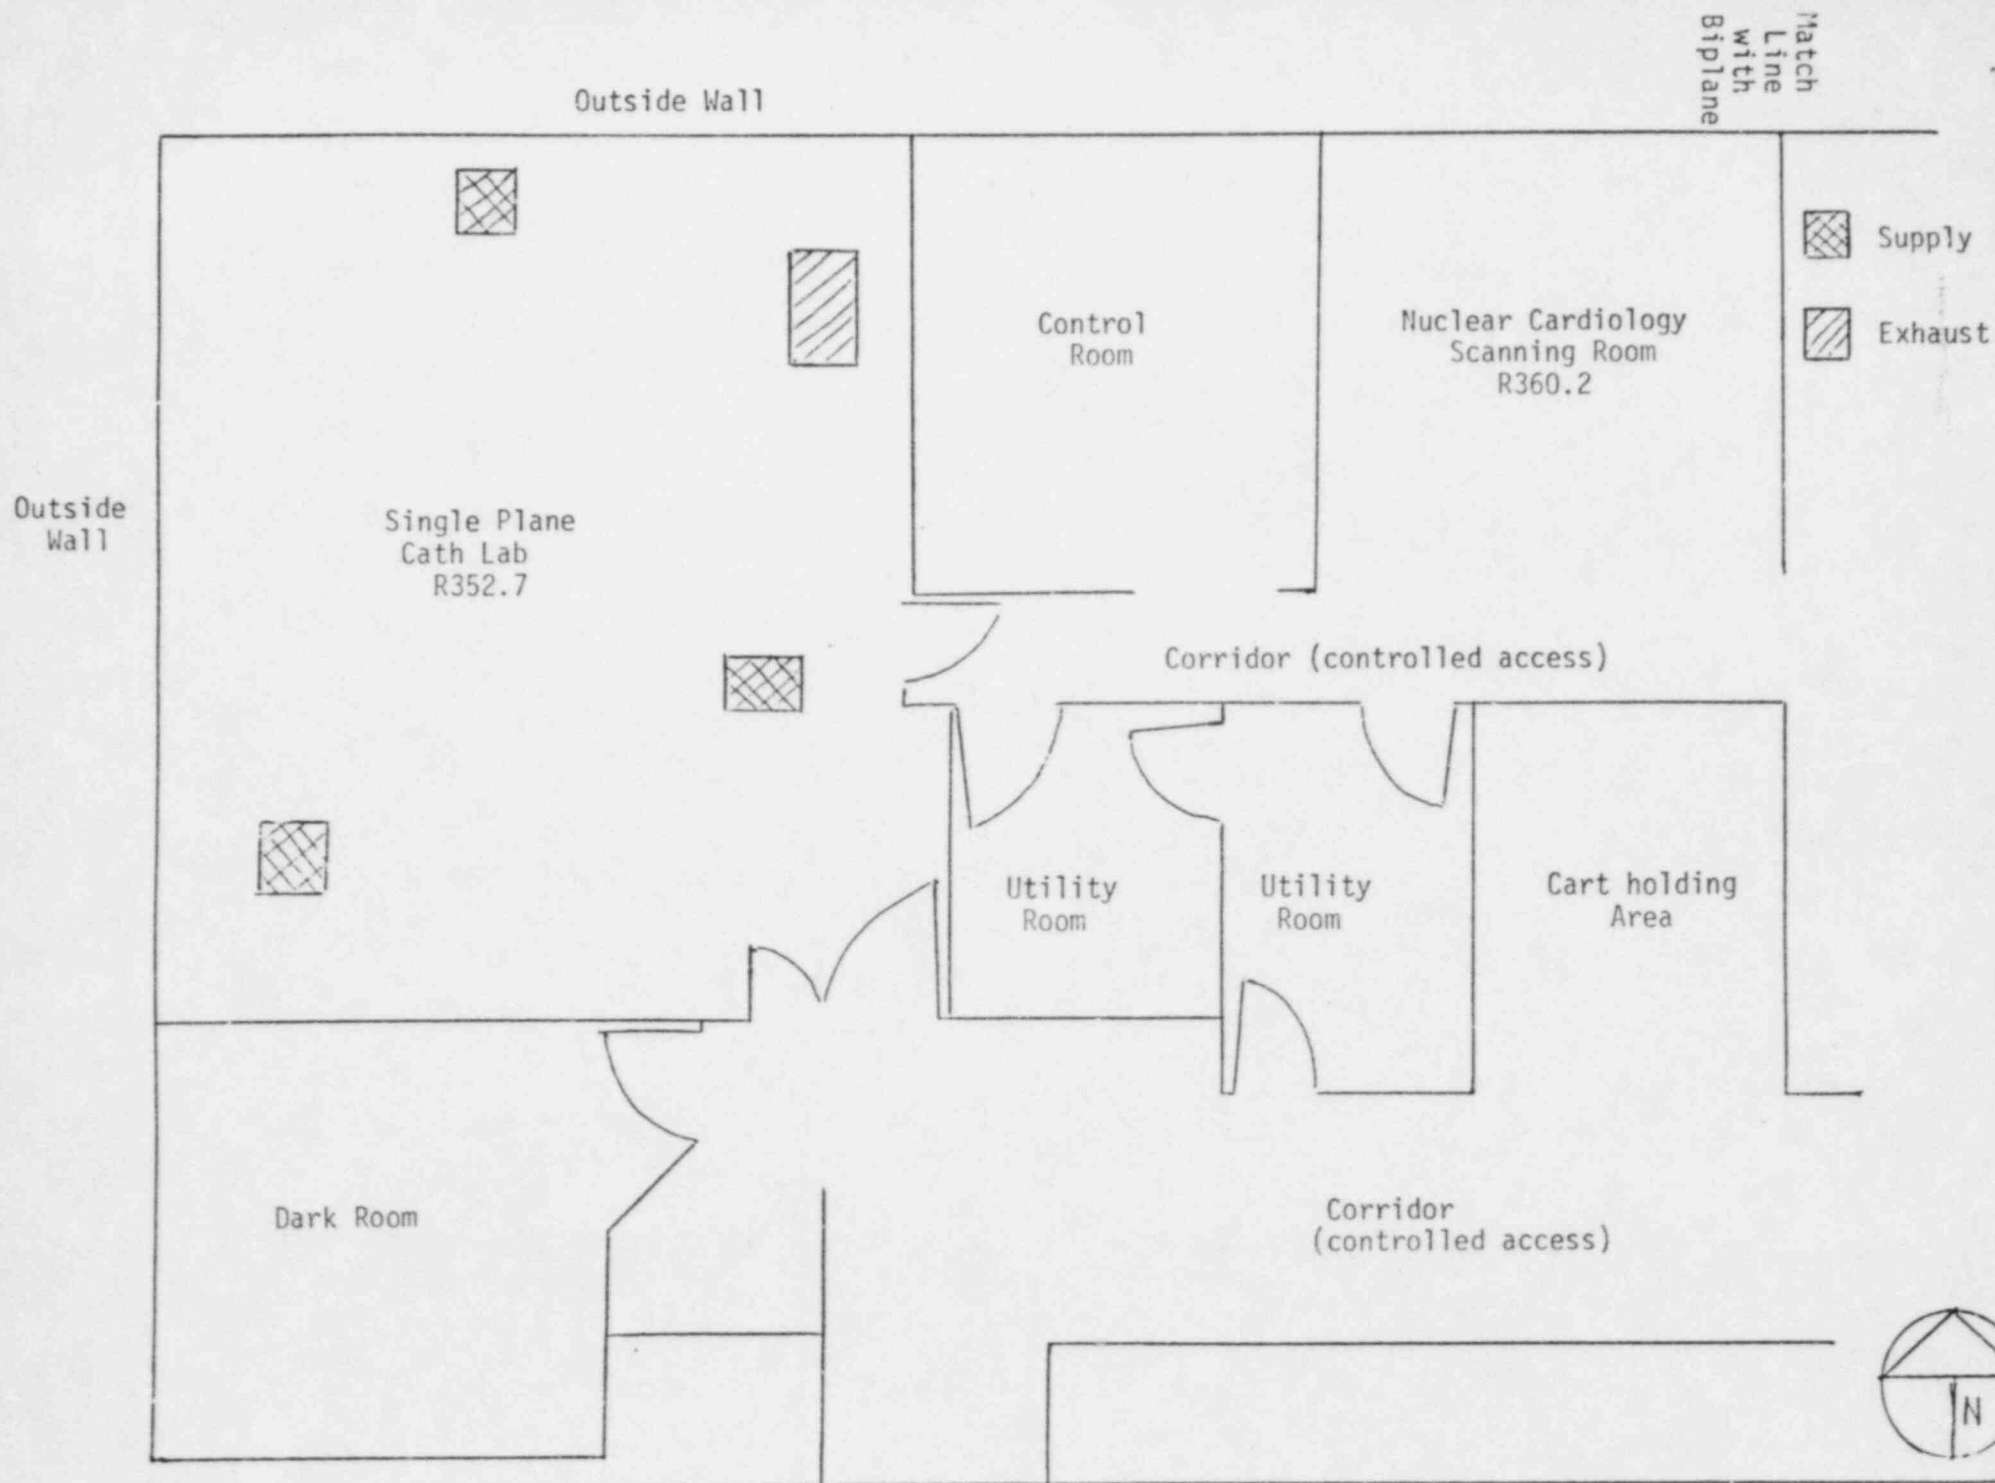 Match
Line
with
Biplane
Outside Wall
Supply
Exhaust
Control
Room
Nuclear Cardiology
Scanning Room
R360.2
Outside
Wall
Single Plane
Cath Lab
R352.7
Corridor (controlled access)
Utility
Room
Utility
Room
Cart holding
Area
Dark Room
Corridor
(controlled access)
N